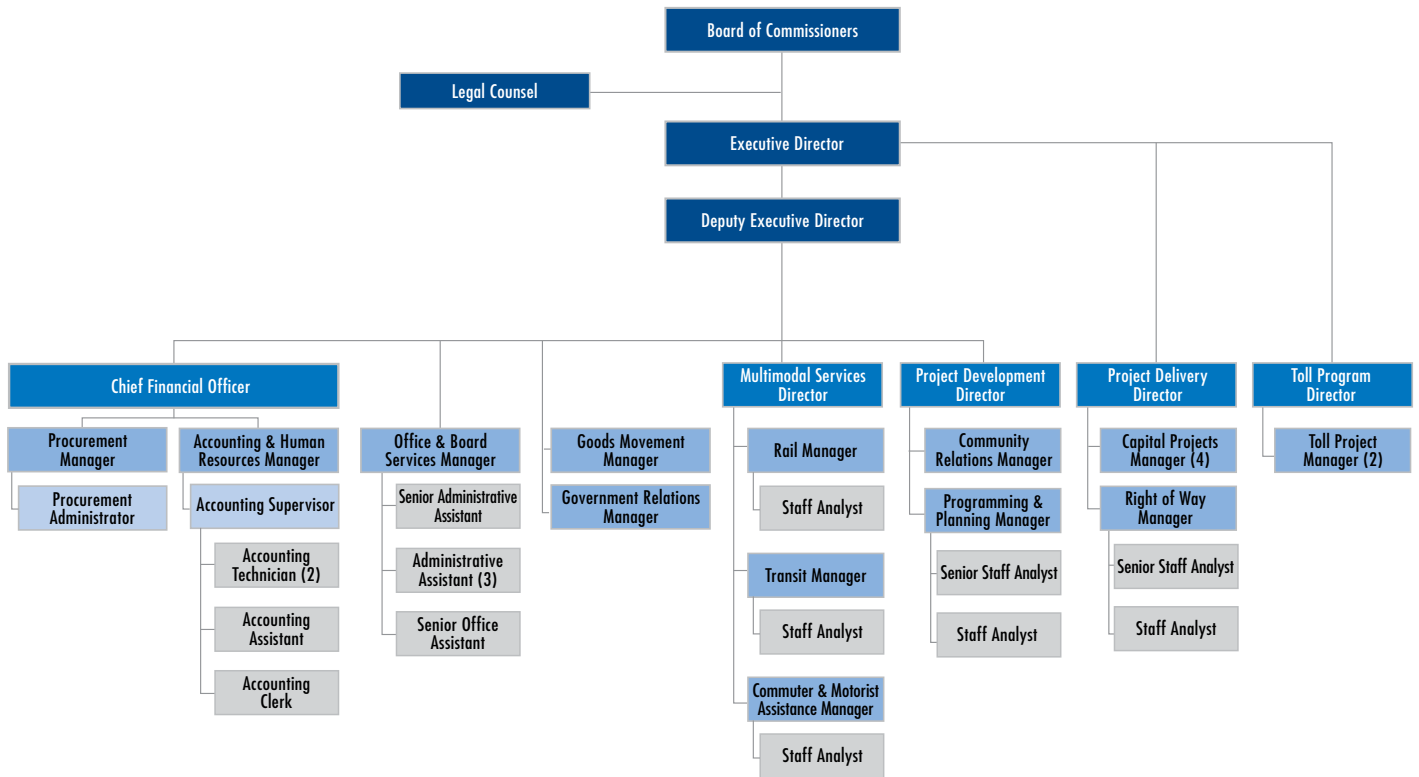 Board of Commissioners
Legal Counsel
Executive Director
Deputy Executive Director
Chief Financial Officer
Procurement
Manager
Procurement
Administrator
Accounting & Human
Resources Manager
Accounting Supervisor
Accounting
Technician (2)
Accounting
Assistant
Accounting
Clerk
Office & Board
Services Manager
Senior Administrative
Assistant
Administrative
Assistant (3)
Senior Office
Assistant
Goods Movement
Manager
Government Relations
Manager
Multimodal Services
Director
Rail Manager
Staff Analyst
Transit Manager
Staff Analyst
Commuter & Motorist
Assistance Manager
Staff Analyst
Project Development
Director
Community
Relations Manager
Programming &
Planning Manager
Senior Staff Analyst
Staff Analyst
Project Delivery
Director
Capital Projects
Manager (4)
Right of Way
Manager
Senior Staff Analyst
Staff Analyst
Toll Program
Director
Toll Project
Manager (2)